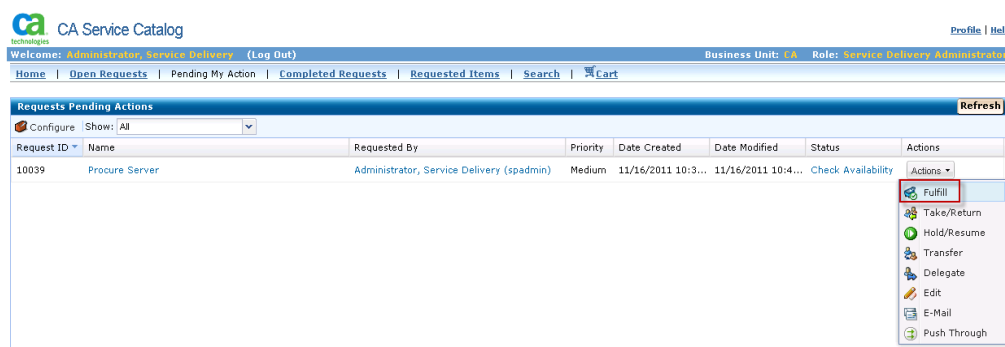 ca
technologies
CA Service Catalog
Profile | Hel
Welcome: Administrator, Service Delivery (Log Out) Business Unit: CA Role: Service Delivery Administrator
Home | Open Requests | Pending My Action | Completed Requests | Requested Items | Search | Cart
Requests Pending Actions Refresh
Configure Show: All
Request ID Name Requested By Priority Date Created Date Modified Status Actions
10039 Procure Server Administrator, Service Delivery (spadmin) Medium 11/16/2011 10:3... 11/16/2011 10:4... Check Availability Actions
Fulfill
Take/Return
Hold/Resume
Transfer
Delegate
Edit
E-Mail
Push Through